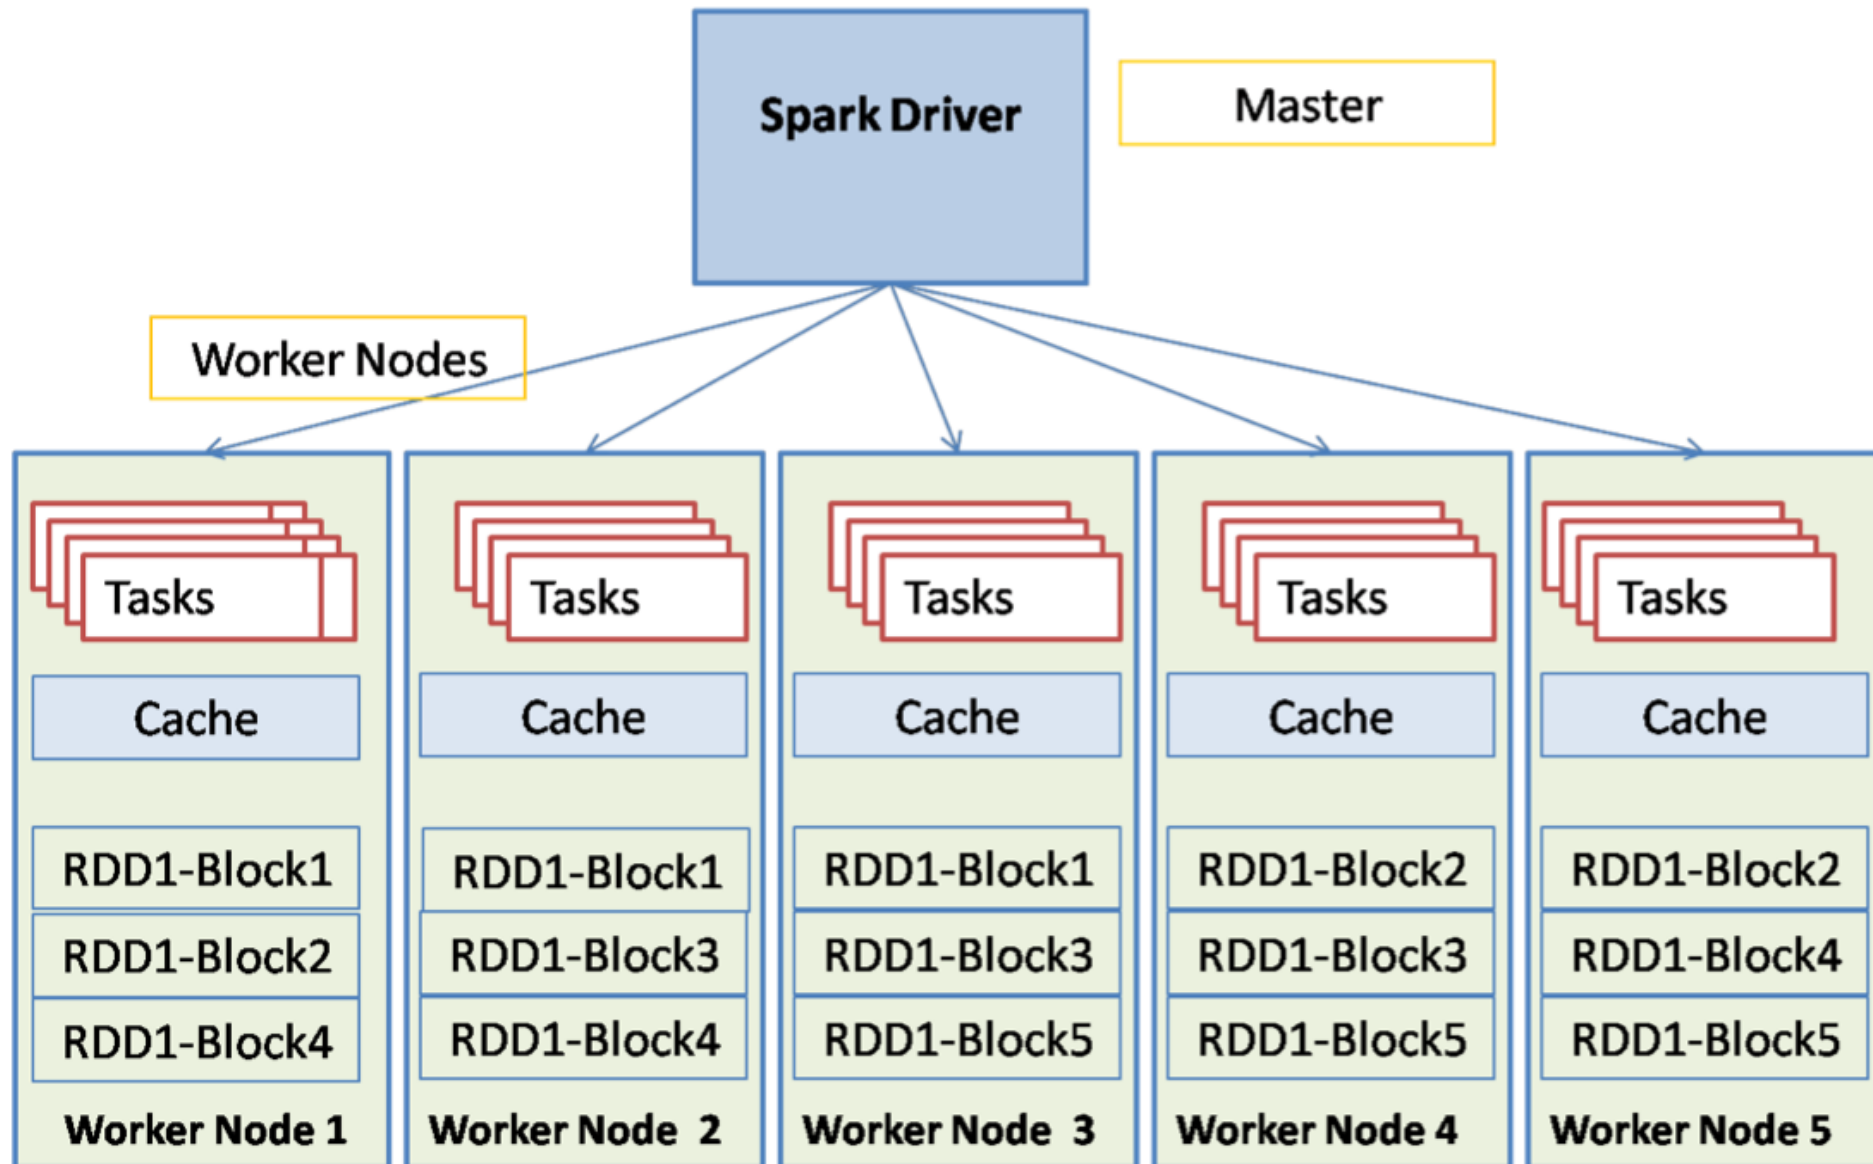 Spark Driver
Master
Worker Nodes
Tasks
Tasks
Tasks
Tasks
Tasks
Cache
Cache
Cache
Cache
Cache
RDD1-Block1
RDD1-Block1
RDD1-Block1
RDD1-Block2
RDD1-Block2
RDD1-Block2
RDD1-Block3
RDD1-Block3
RDD1-Block3
RDD1-Block4
RDD1-Block4
RDD1-Block4
RDD1-Block5
RDD1-Block5
RDD1-Block5
Worker Node 1
Worker Node 2
Worker Node 3
Worker Node 4
Worker Node 5